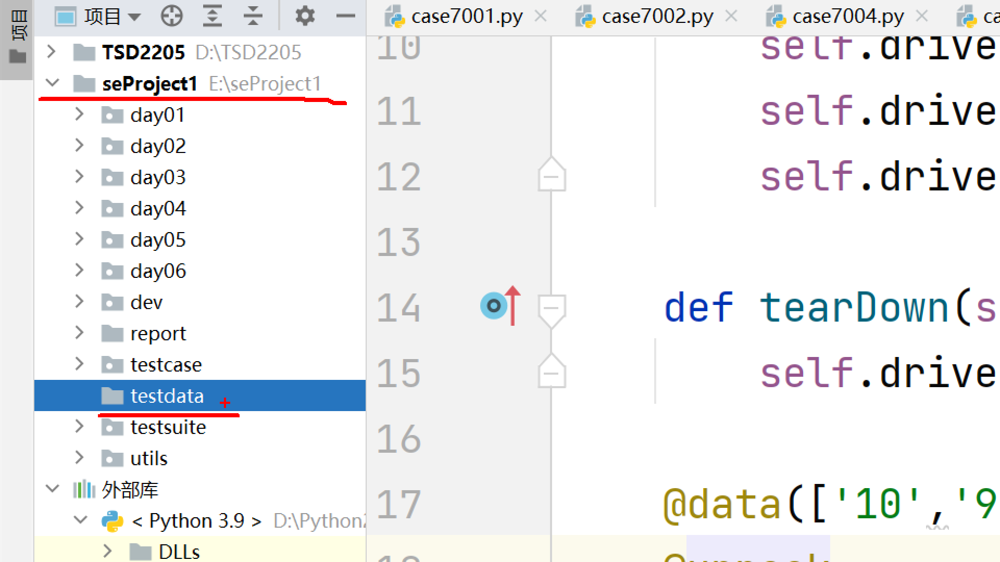 项目
项目
TSD2205 D:\TSD2205
seProject1 E:\seProject1
day01
day02
day03
day04
day05
day06
dev
report
testcase
testdata
testsuite
utils
外部库
< Python 3.9 > D:\Python
DLLs
case7001.py case7002.py case7004.py ca
10 self.drive
11 self.drive
12 self.drive
13
14 def tearDown(s
15 self.drive
16
17 @data(['10','9